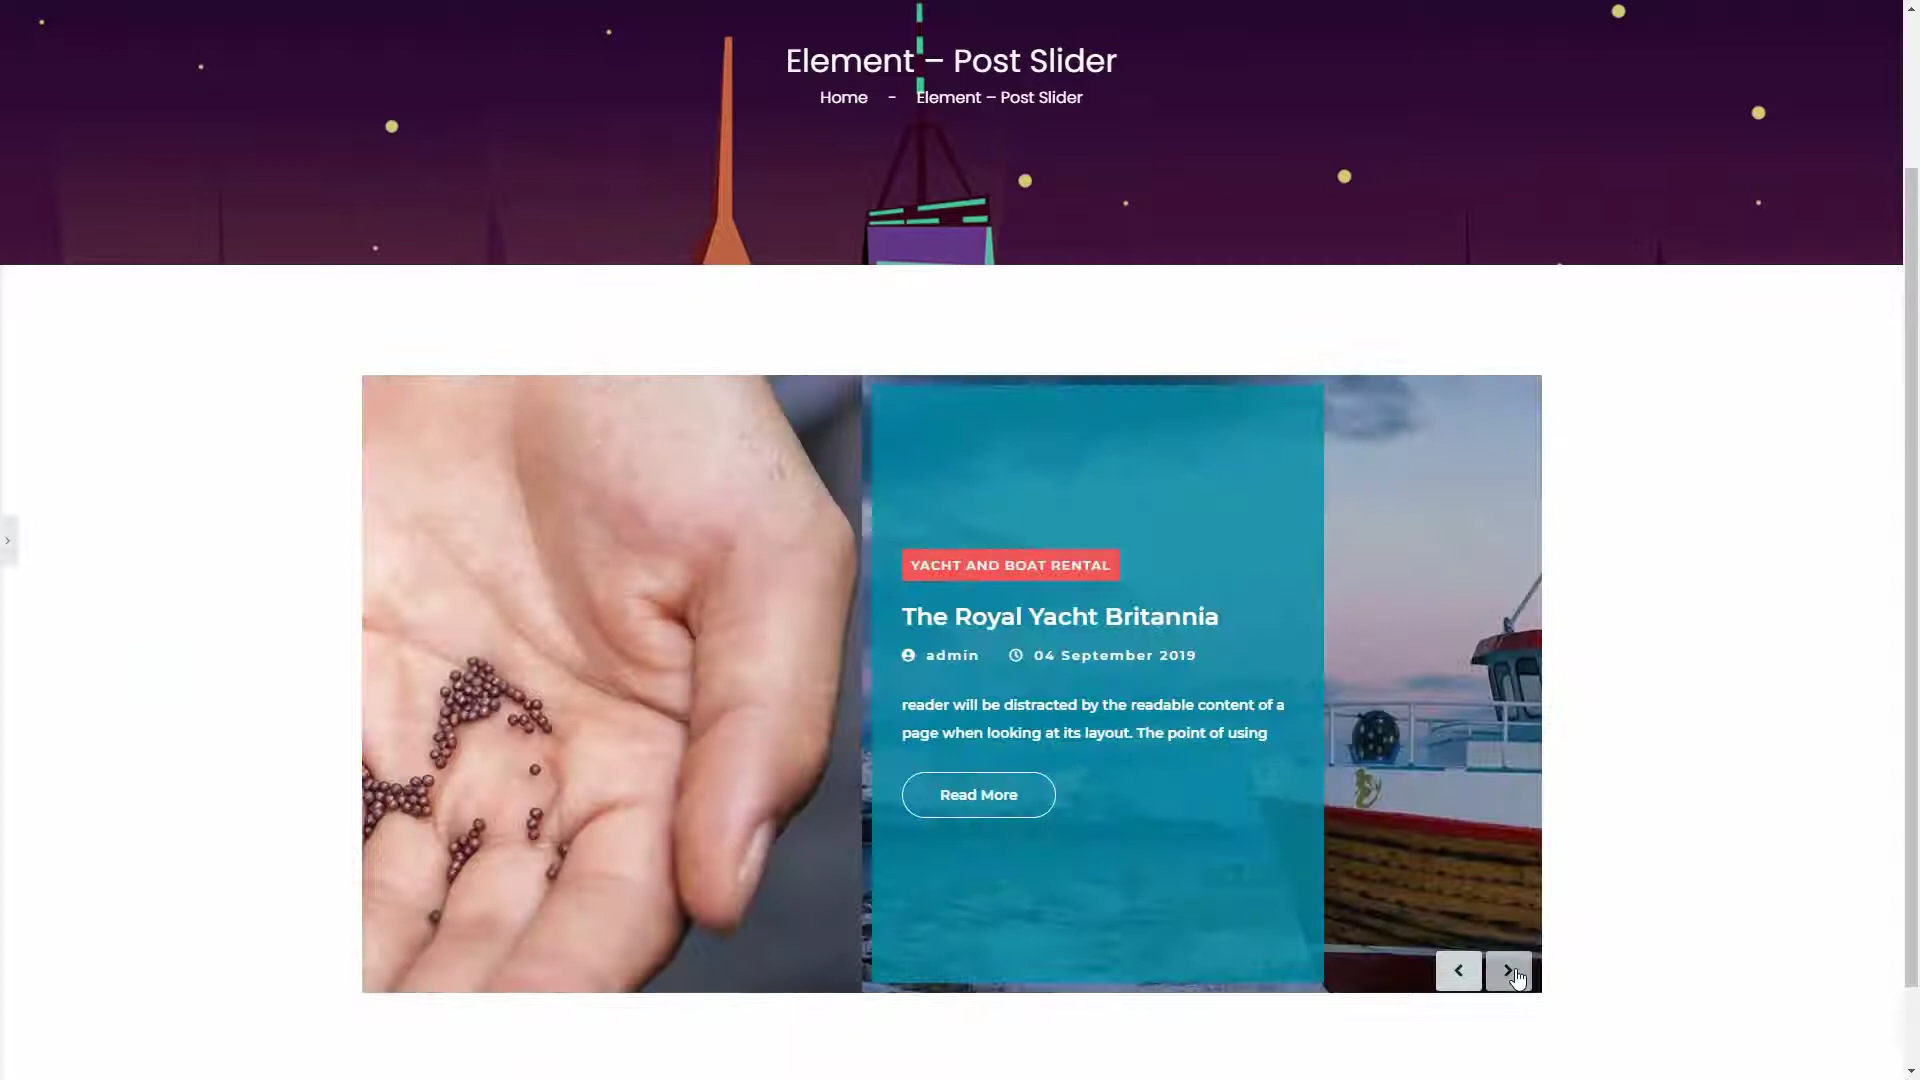 Element – Post Slider
Home - Element – Post Slider
YACHT AND BOAT RENTAL
The Royal Yacht Britannia
admin 04 September 2019
reader will be distracted by the readable content of a
page when looking at its layout. The point of using
Read More